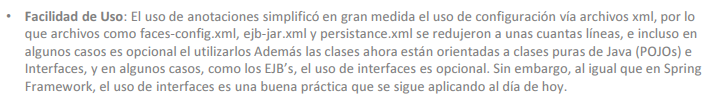 • Facilidad de Uso: El uso de anotaciones simplificó en gran medida el uso de configuración vía archivos xml, por lo
que archivos como faces-config.xml, ejb-jar.xml y persistance.xml se redujeron a unas cuantas líneas, e incluso en
algunos casos es opcional el utilizarlos Además las clases ahora están orientadas a clases puras de Java (POJOs) e
Interfaces, y en algunos casos, como los EJB's, el uso de interfaces es opcional. Sin embargo, al igual que en Spring
Framework, el uso de interfaces es una buena práctica que se sigue aplicando al día de hoy.